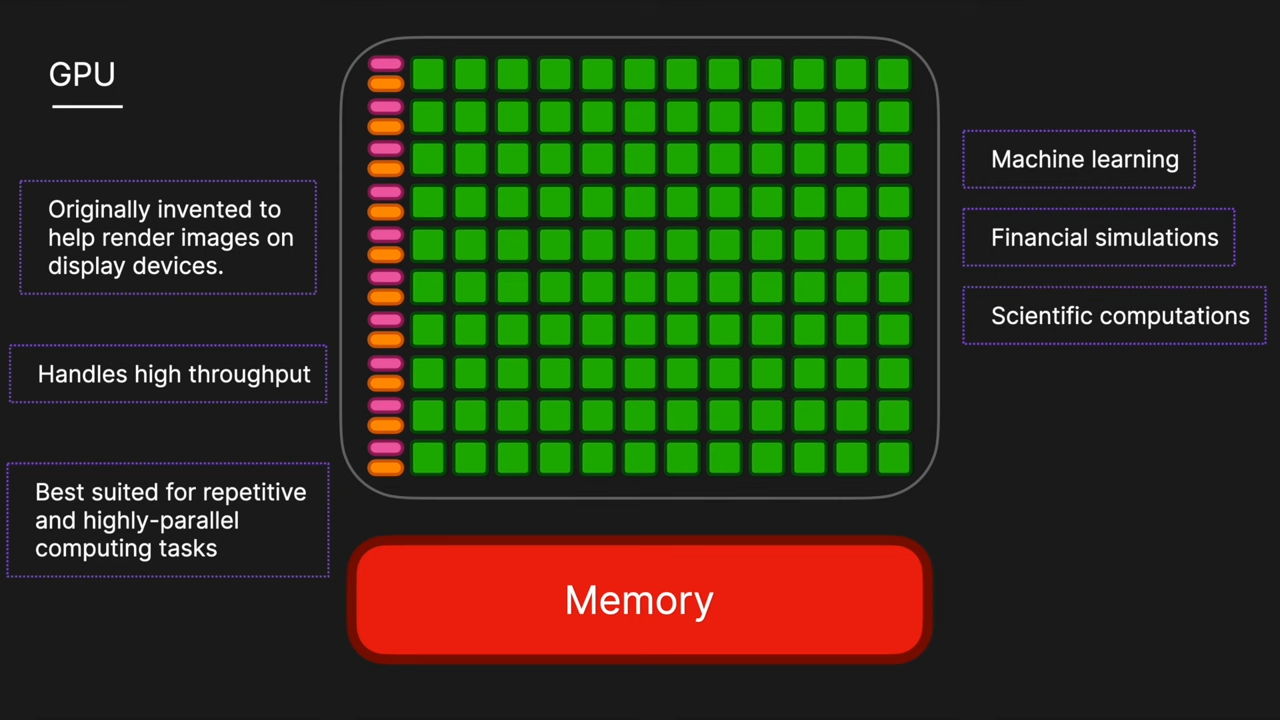 GPU
Originally invented to
help render images on
display devices.
Handles high throughput
Best suited for repetitive
and highly-parallel
computing tasks
Memory
Machine learning
Financial simulations
Scientific computations